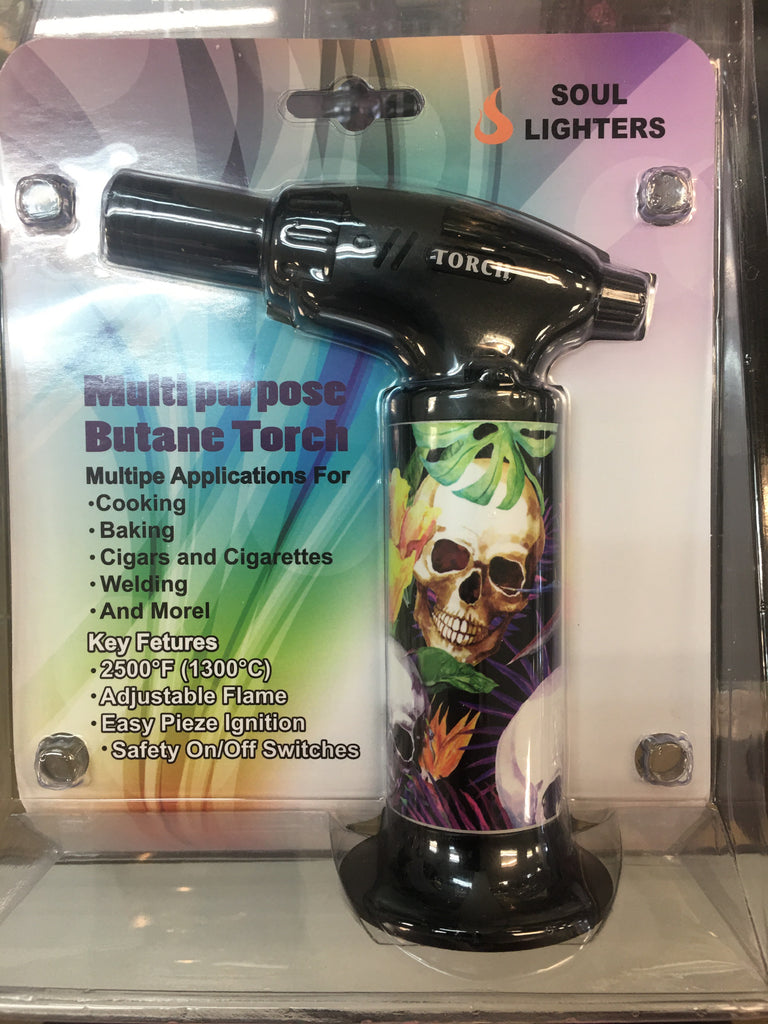 SOUL
LIGHTERS
TORCH
Multi purpose
Butane Torch
Multipe Applications For
•Cooking
•Baking
•Cigars and Cigarettes
•Welding
•And Morel
Key Fetures
•2500°F (1300°C)
•Adjustable Flame
•Easy Pieze Ignition
•Safety On/Off Switches